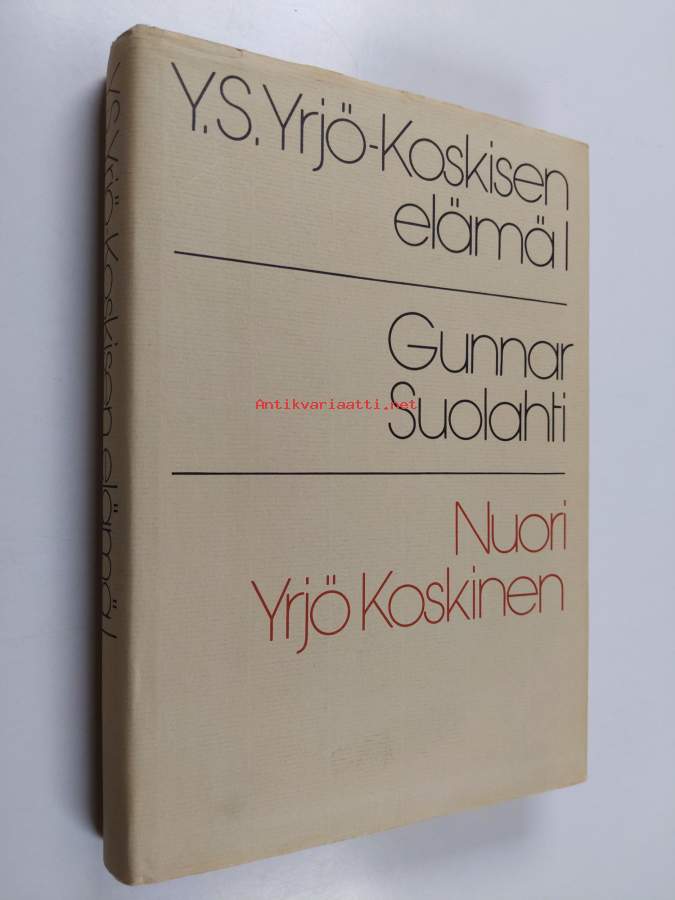 Y.S. Yrjö-Koskisen
elämä I
Gunnar
Suolahti
Antikvariaatti.net
Nuori
Yrjö Koskinen
Y.S. Yrjö-Koskisen elämä I